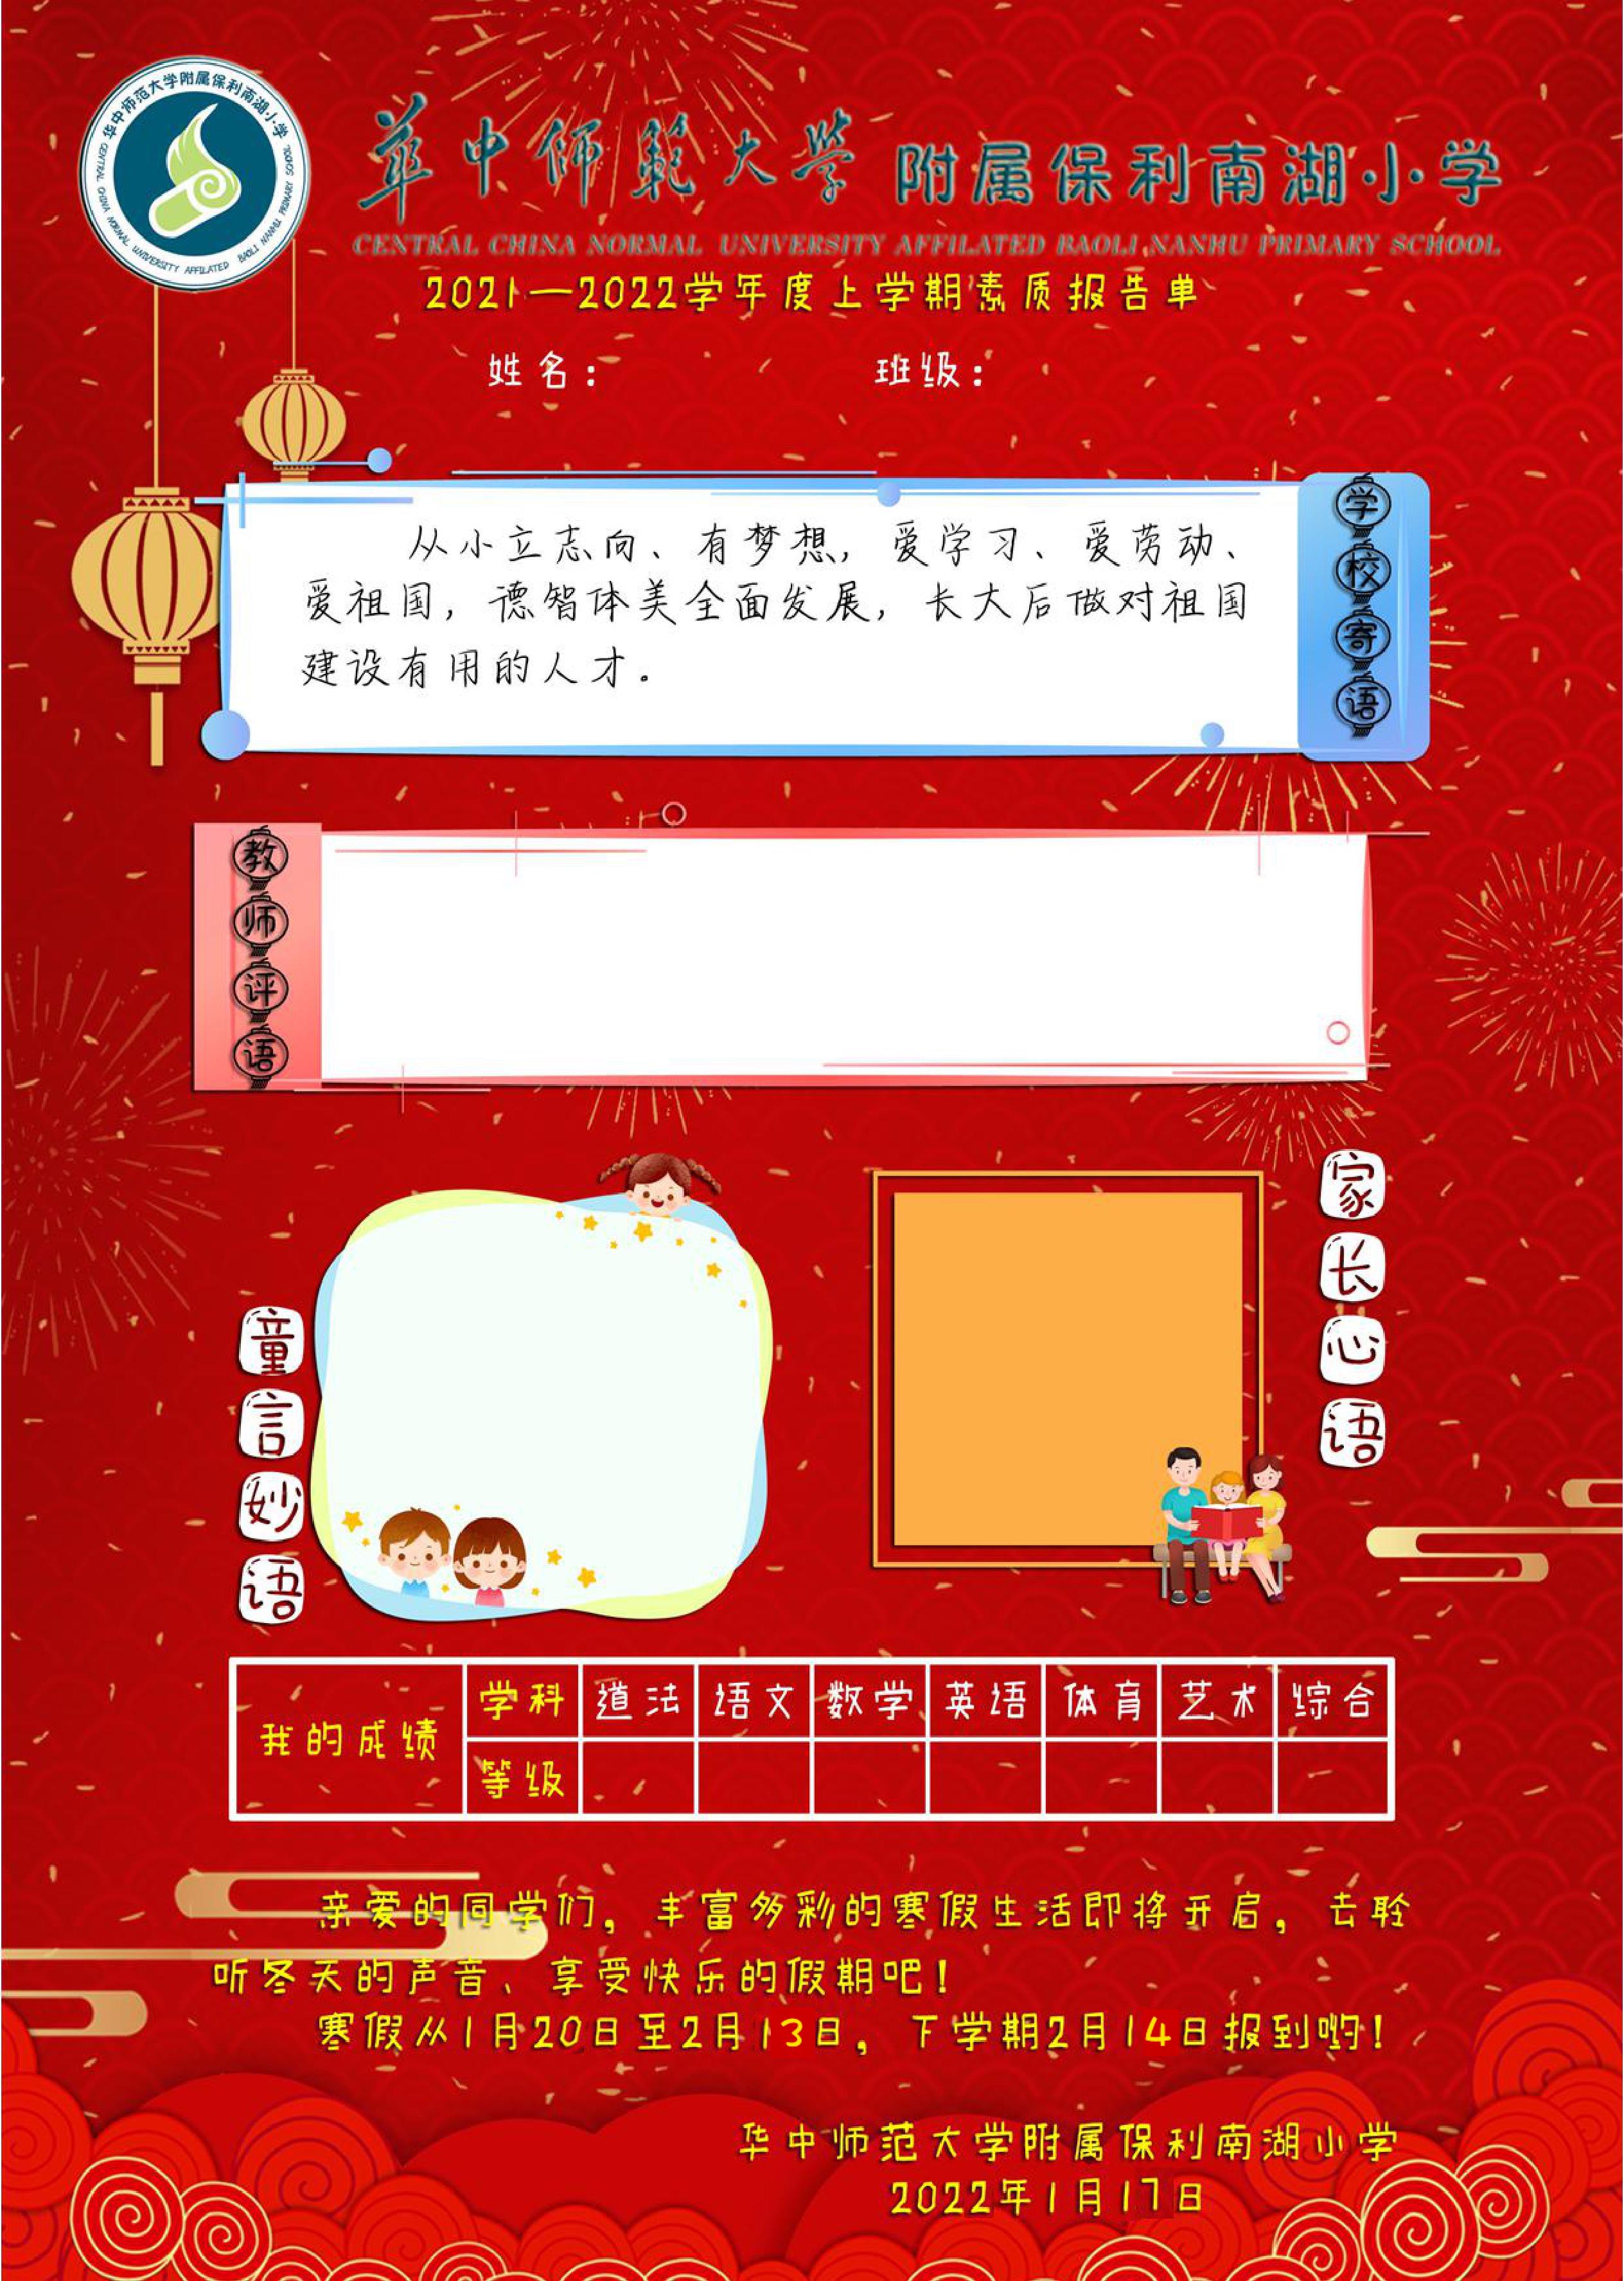 华中师范大学附属保利南湖小学
CENTRAL CHINA NORMAL UNIVERSITY AFFILATED BAOLI NANHU PRIMARY SCHOOL
華中師範大學 附属保利南湖小学
CENTRAL CHINA NORMAL UNIVERSITY AFFILATED BAOLI NANHU PRIMARY SCHOOL
2021—2022学年度上学期素质报告单
姓名： 班级：
从小立志向、有梦想，爱学习、爱劳动、
爱祖国，德智体美全面发展，长大后做对祖国
建设有用的人才。
学校寄语
教师评语
童言妙语
家长心语
我的成绩 学科 道法 语文 数学 英语 体育 艺术 综合
等级
亲爱的同学们，丰富多彩的寒假生活即将开启，去聆
听冬天的声音、享受快乐的假期吧！
寒假从1月20日至2月13日，下学期2月14日报到哟！
华中师范大学附属保利南湖小学
2022年1月17日